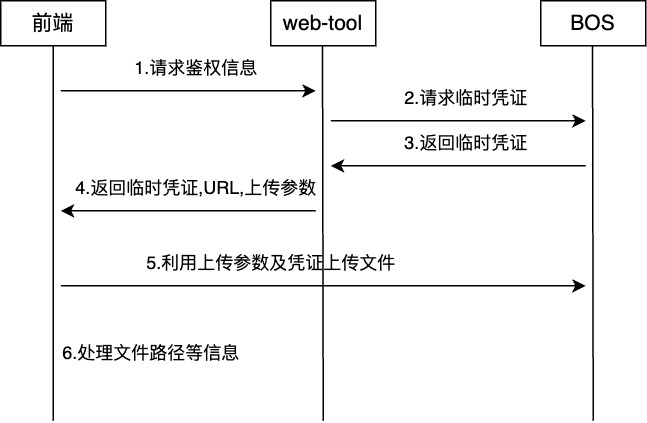 前端
web-tool
BOS
1.请求鉴权信息
2.请求临时凭证
3.返回临时凭证
4.返回临时凭证,URL,上传参数
5.利用上传参数及凭证上传文件
6.处理文件路径等信息